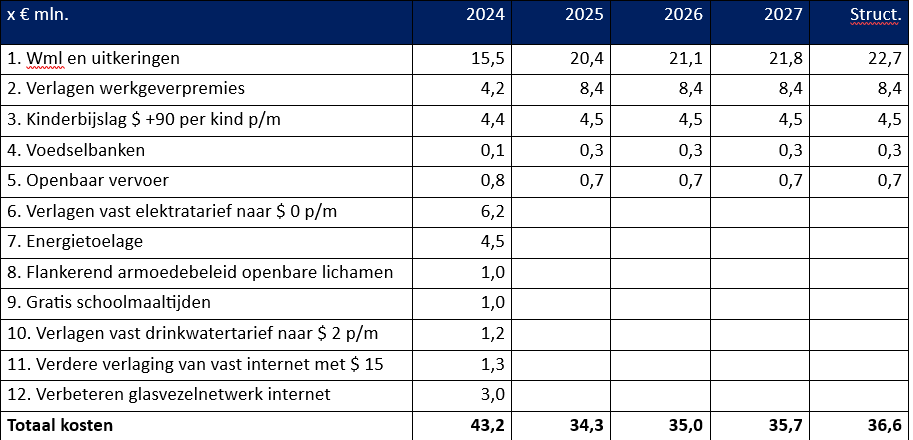 x € mln. 2024 2025 2026 2027 Struct.
1. Wml en uitkeringen 15,5 20,4 21,1 21,8 22,7
2. Verlagen werkgeverpremies 4,2 8,4 8,4 8,4 8,4
3. Kinderbijslag $ +90 per kind p/m 4,4 4,5 4,5 4,5 4,5
4. Voedselbanken 0,1 0,3 0,3 0,3 0,3
5. Openbaar vervoer 0,8 0,7 0,7 0,7 0,7
6. Verlagen vast elektratarief naar $ 0 p/m 6,2
7. Energietoelage 4,5
8. Flankerend armoedebeleid openbare lichamen 1,0
9. Gratis schoolmaaltijden 1,0
10. Verlagen vast drinkwatertarief naar $ 2 p/m 1,2
11. Verdere verlaging van vast internet met $ 15 1,3
12. Verbeteren glasvezelnetwerk internet 3,0
Totaal kosten 43,2 34,3 35,0 35,7 36,6